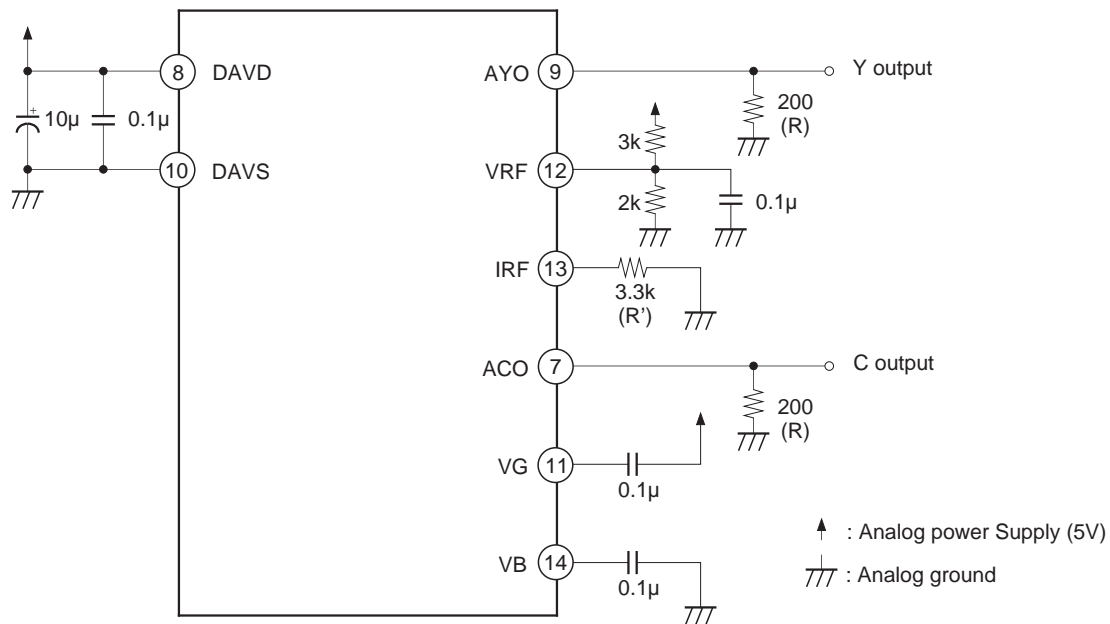 8 DAVD
10µ
+
0.1µ
10 DAVS
AYO 9
Y output
200
(R)
3k
VRF 12
2k
0.1µ
IRF 13
3.3k
(R’)
ACO 7
C output
200
(R)
VG 11
0.1µ
VB 14
0.1µ
: Analog power Supply (5V)
: Analog ground